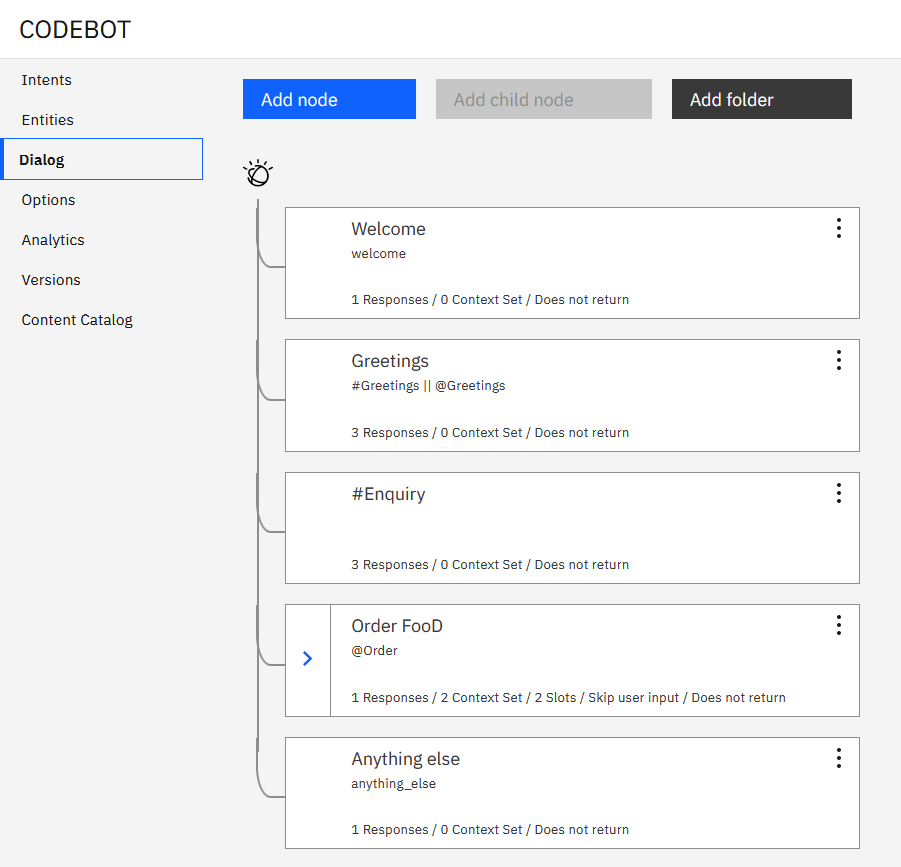 CODEBOT
Intents
Entities
Dialog
Options
Analytics
Versions
Content Catalog
Add node
Add child node
Add folder
Welcome
welcome
1 Responses / 0 Context Set / Does not return
Greetings
#Greetings || @Greetings
3 Responses / 0 Context Set / Does not return
#Enquiry
3 Responses / 0 Context Set / Does not return
Order FooD
@Order
1 Responses / 2 Context Set / 2 Slots / Skip user input / Does not return
Anything else
anything_else
1 Responses / 0 Context Set / Does not return